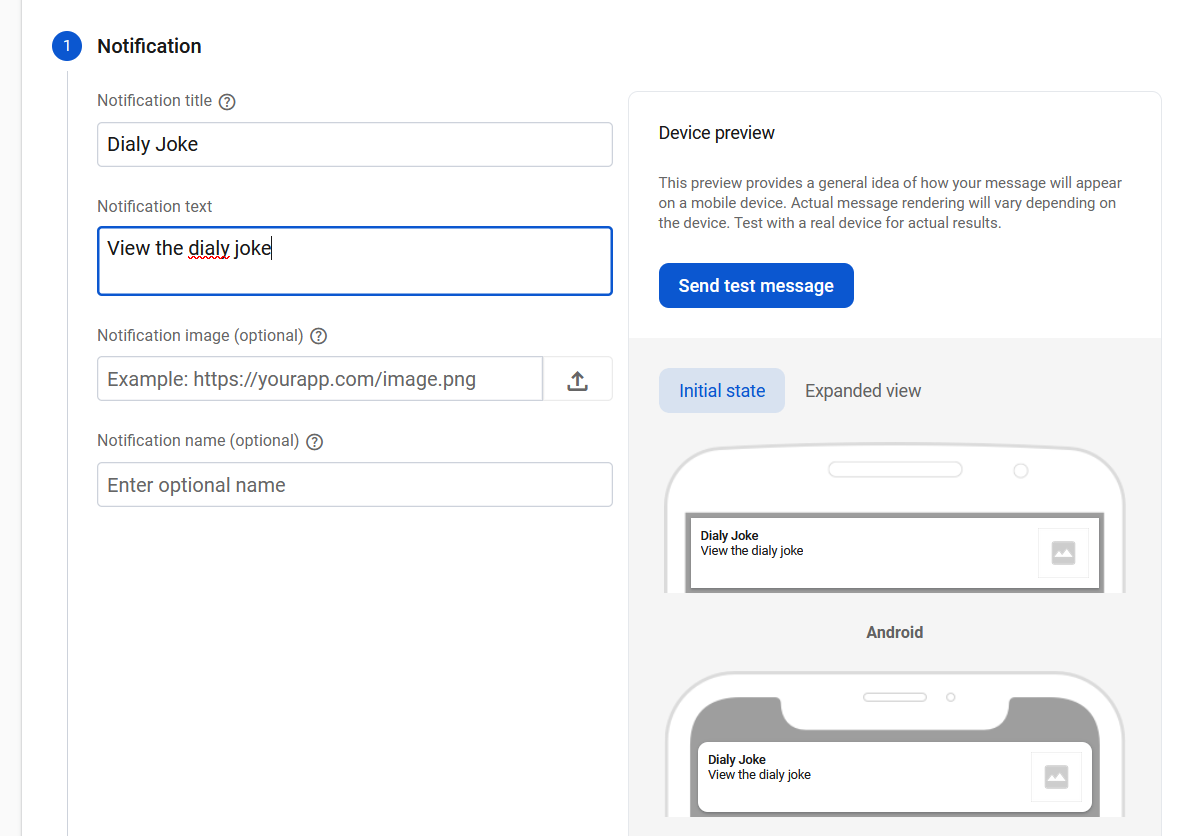 1 Notification
Notification title ?
Dialy Joke
Notification text
View the dialy joke
Notification image (optional) ?
Example: https://yourapp.com/image.png
Notification name (optional) ?
Enter optional name
Device preview
This preview provides a general idea of how your message will appear
on a mobile device. Actual message rendering will vary depending on
the device. Test with a real device for actual results.
Send test message
Initial state Expanded view
Dialy Joke
View the dialy joke
Android
Dialy Joke
View the dialy joke